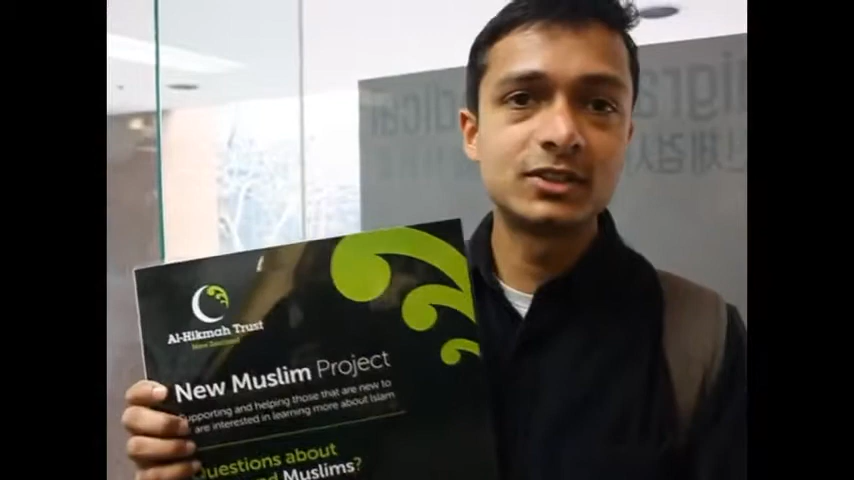 Al-Hikmah Trust
New Zealand
New Muslim Project
Supporting and helping those that are new to
are interested in learning more about Islam
Questions about
Muslims?